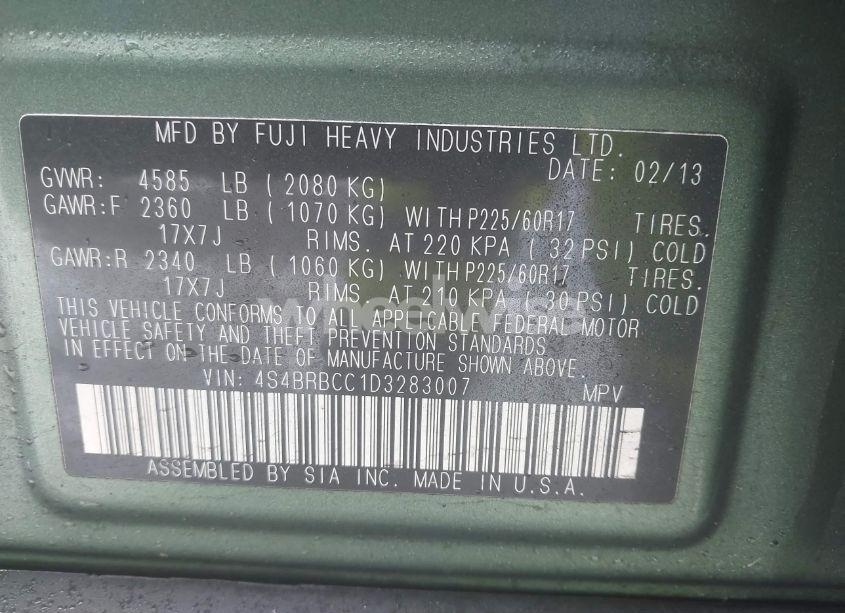 MFD BY FUJI HEAVY INDUSTRIES LTD.
DATE: 02/13
GVWR: 4585 LB ( 2080 KG)
GAWR:F 2360 LB ( 1070 KG) WITH P225/60R17 TIRES.
17X7J RIMS. AT 220 KPA ( 32 PSI) COLD
GAWR:R 2340 LB ( 1060 KG) WITH P225/60R17 TIRES.
17X7J RIMS. AT 210 KPA ( 30 PSI) COLD
THIS VEHICLE CONFORMS TO ALL APPLICABLE FEDERAL MOTOR
VEHICLE SAFETY AND THEFT PREVENTION STANDARDS
IN EFFECT ON THE DATE OF MANUFACTURE SHOWN ABOVE.
VIN: 4S4BRBCC1D3283007 MPV
ASSEMBLED BY SIA INC. MADE IN U.S.A.